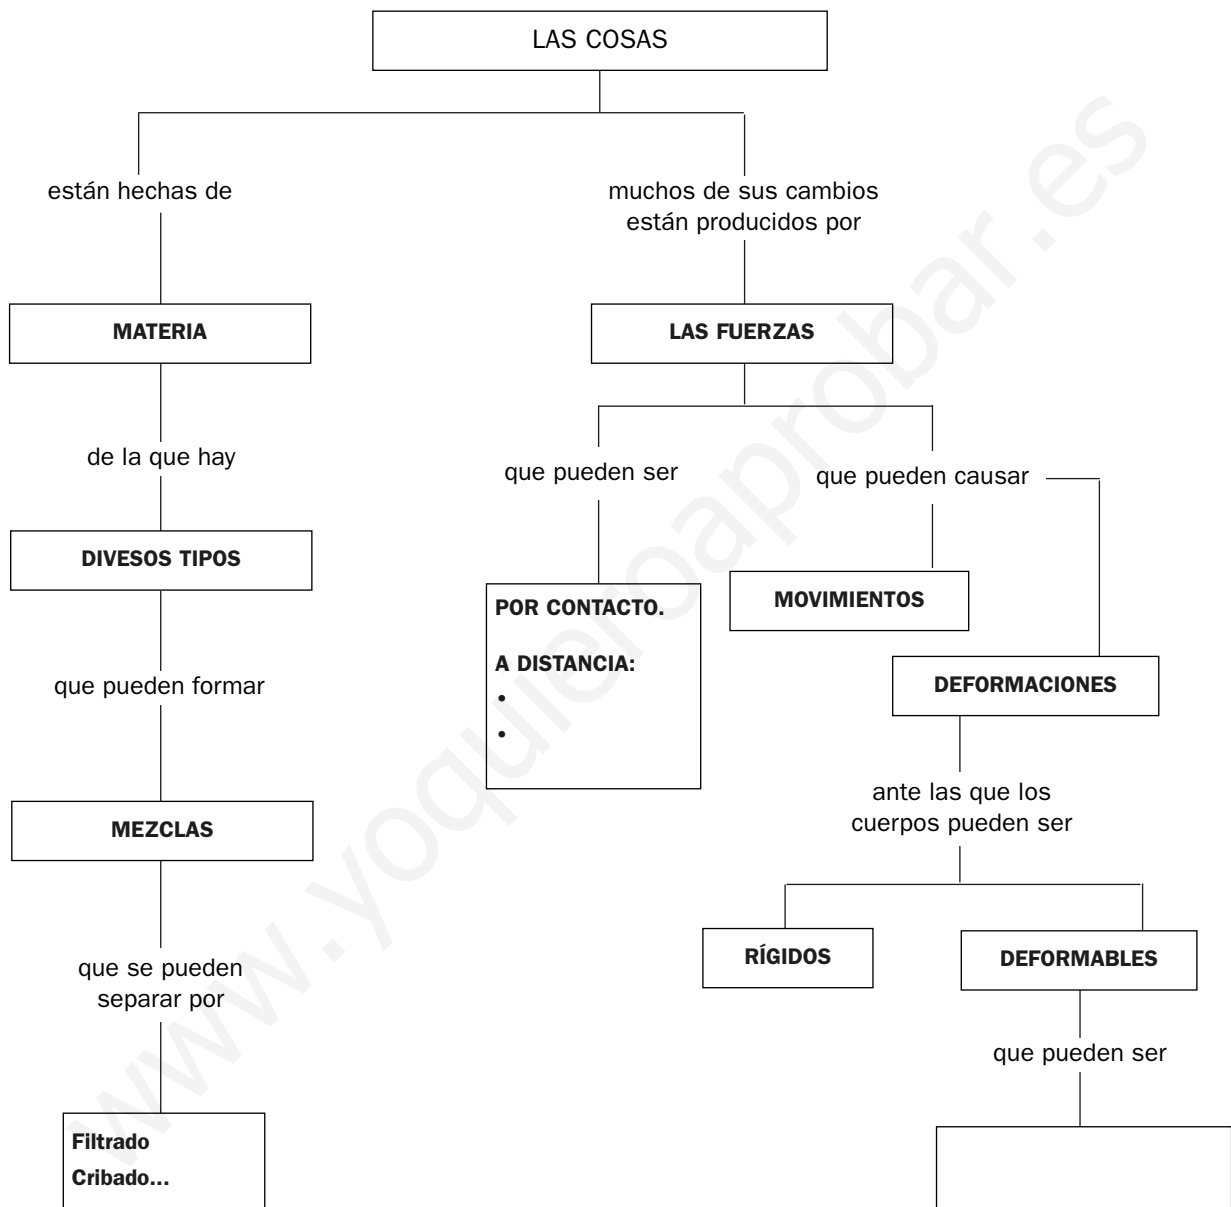 LAS COSAS
están hechas de
muchos de sus cambios
están producidos por
MATERIA
LAS FUERZAS
de la que hay
que pueden ser
que pueden causar
DIVESOS TIPOS
POR CONTACTO.
A DISTANCIA:
•
•
MOVIMIENTOS
que pueden formar
DEFORMACIONES
MEZCLAS
ante las que los
cuerpos pueden ser
RÍGIDOS
DEFORMABLES
que se pueden
separar por
que pueden ser
Filtrado
Cribado...
www.yoquieroaprobar.es